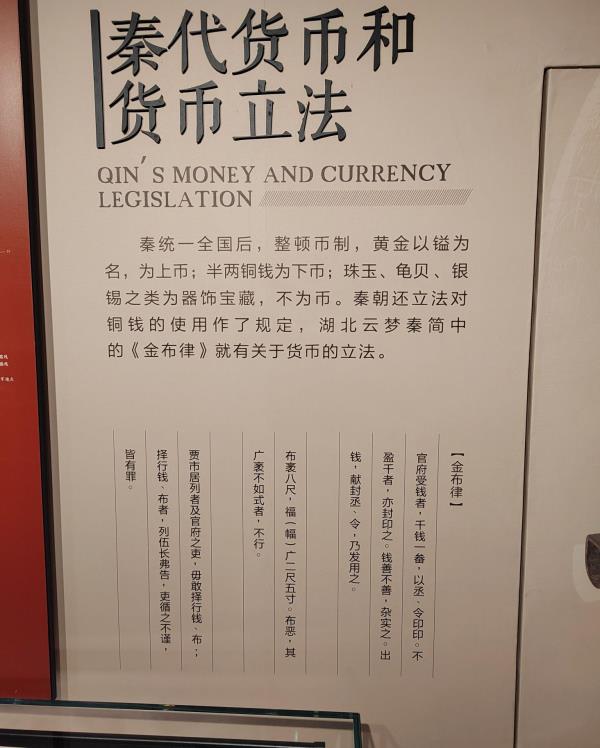 秦代货币和
货币立法
QIN'S MONEY AND CURRENCY
LEGISLATION
秦统一全国后，整顿币制，黄金以镒为
名，为上币；半两铜钱为下币；珠玉、龟贝、银
锡之类为器饰宝藏，不为币。秦朝还立法对
铜钱的使用作了规定，湖北云梦秦简中
的《金布律》就有关于货币的立法。
【金布律】
官府受钱者，千钱一畚，以丞、令印印。不
盈千者，亦封印之。钱善不善，杂实之。出
钱，献封丞、令，乃发用之。
布袤八尺，福（幅）广二尺五寸。布恶，其
广袤不如式者，不行。
贾市居列者及官府之吏，毋敢择行钱、布；
择行钱、布者，列伍长弗告，吏循之不谨，
皆有罪。